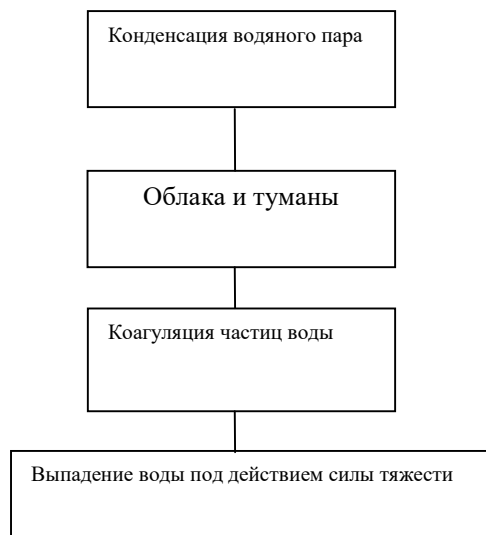 Конденсация водяного пара
Облака и туманы
Коагуляция частиц воды
Выпадение воды под действием силы тяжести